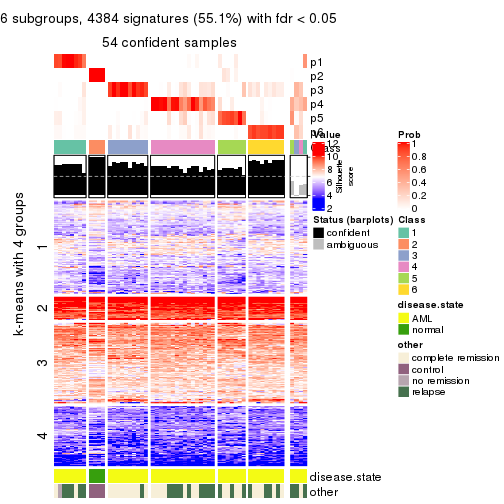 6 subgroups, 4384 signatures (55.1%) with fdr < 0.05
54 confident samples
p1
p2
p3
p4
p5
p6
Class
k-means with 4 groups
1
2
3
4
Silhouette
score
Value
12
10
8
6
4
2
Status (barplots)
confident
ambiguous
Prob
1
0.8
0.6
0.4
0.2
0
Class
1
2
3
4
5
6
disease.state
AML
normal
other
complete remission
control
no remission
relapse
disease.state
other